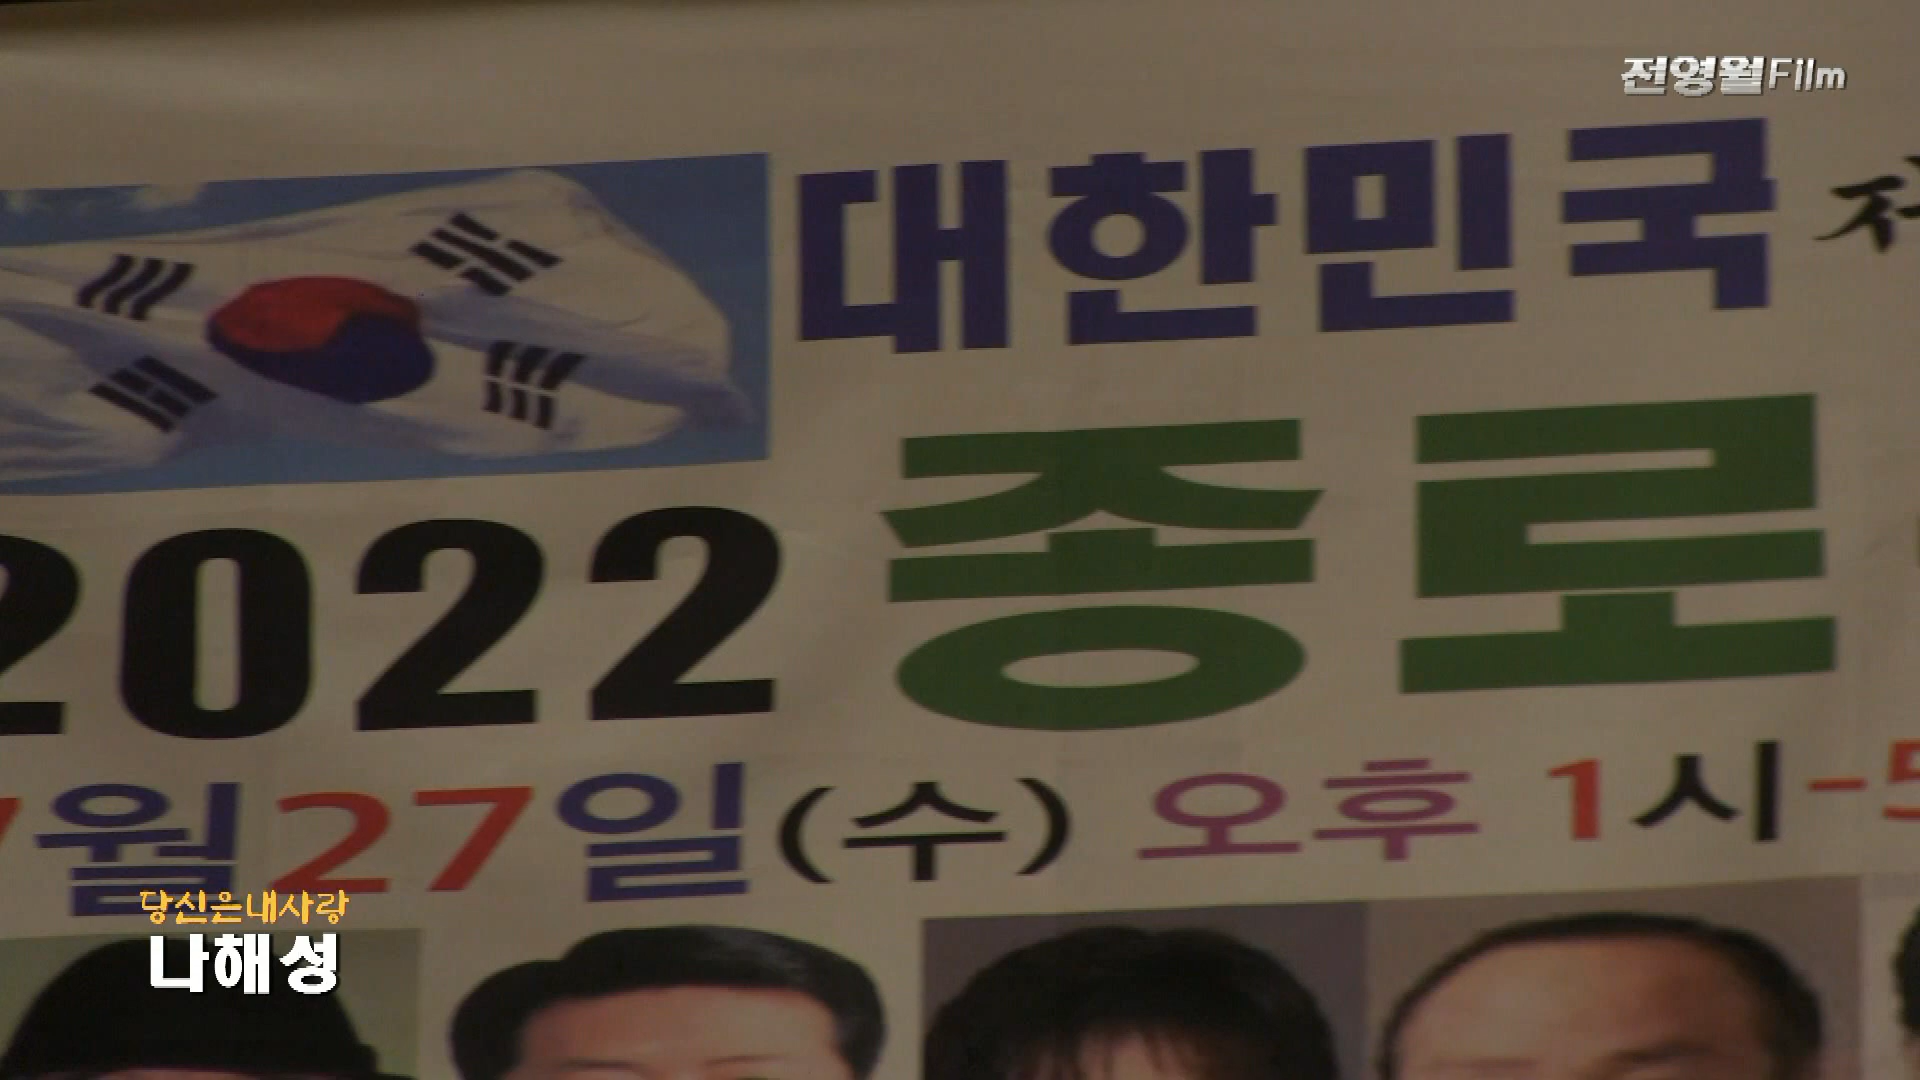 전영월Film
대한민국
2022 종로
월 27일(수) 오후 1시-5
당신은내사랑
나해성